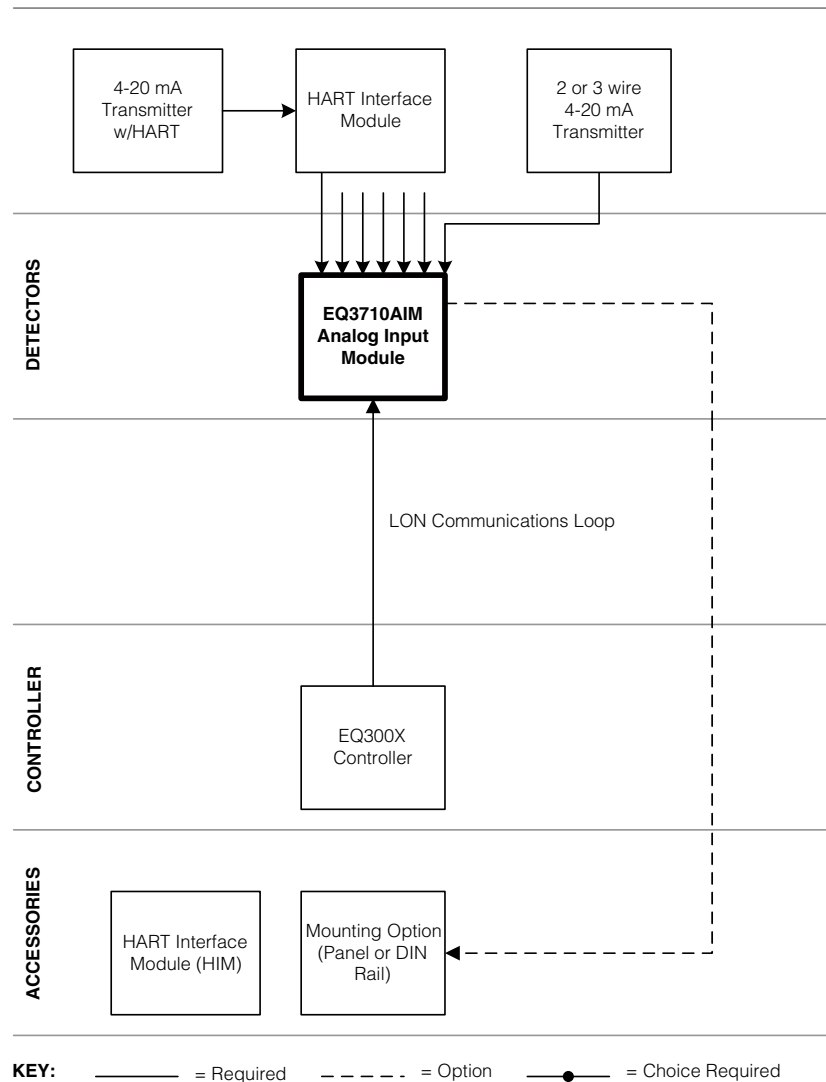 4-20 mA
Transmitter
w/HART
HART Interface
Module
2 or 3 wire
4-20 mA
Transmitter
DETECTORS
EQ3710AIM
Analog Input
Module
LON Communications Loop
CONTROLLER
EQ300X
Controller
ACCESSORIES
HART Interface
Module (HIM)
Mounting Option
(Panel or DIN
Rail)
KEY: = Required = Option = Choice Required